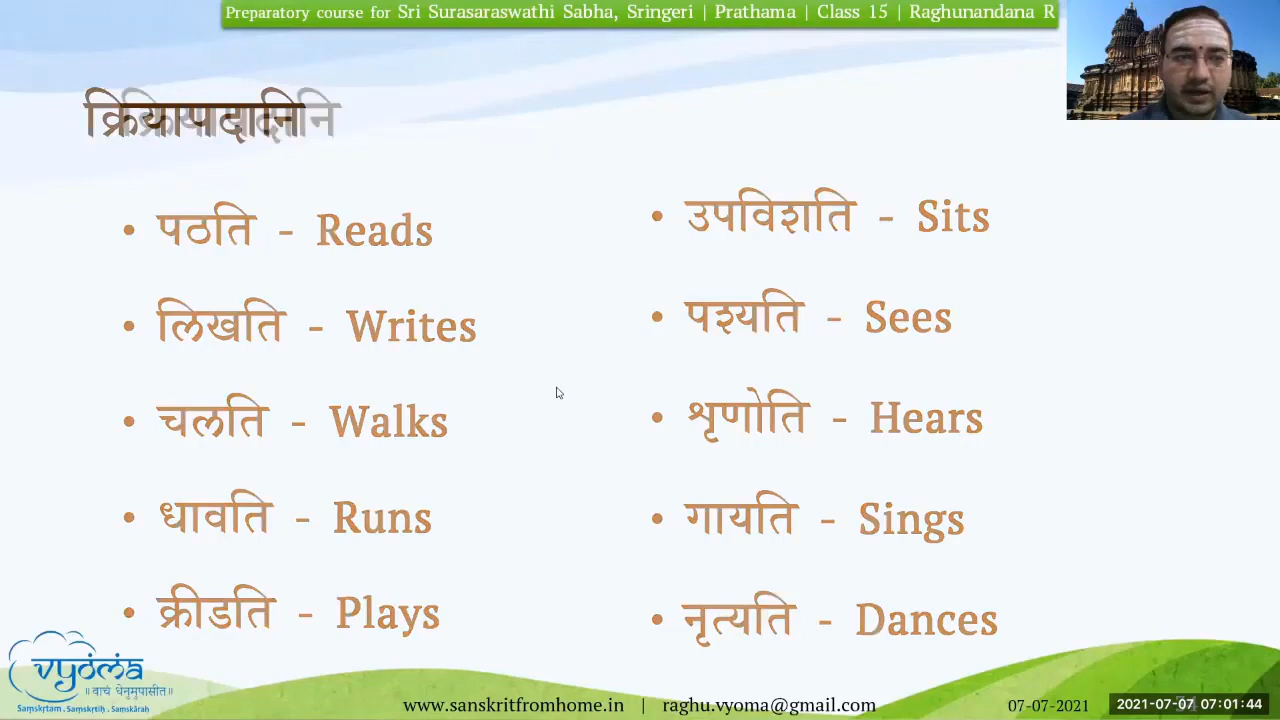 Preparatory course for Sri Surasaraswathi Sabha, Sringeri | Prathama | Class 15 | Raghunandana R
क्रियापदानि
• पठति - Reads
• लिखति - Writes
• चलति - Walks
• धावति - Runs
• क्रीडति - Plays
• उपविशति - Sits
• पश्यति - Sees
• शृणोति - Hears
• गायति - Sings
• नृत्यति - Dances
vyoma
॥ वाचं धेनुमुपासीत॥
Saṃskṛtam . Saṃskṛtiḥ . Saṃskārāḥ
www.sanskritfromhome.in | raghu.vyoma@gmail.com
07-07-2021
2021-07-07 07:01:44